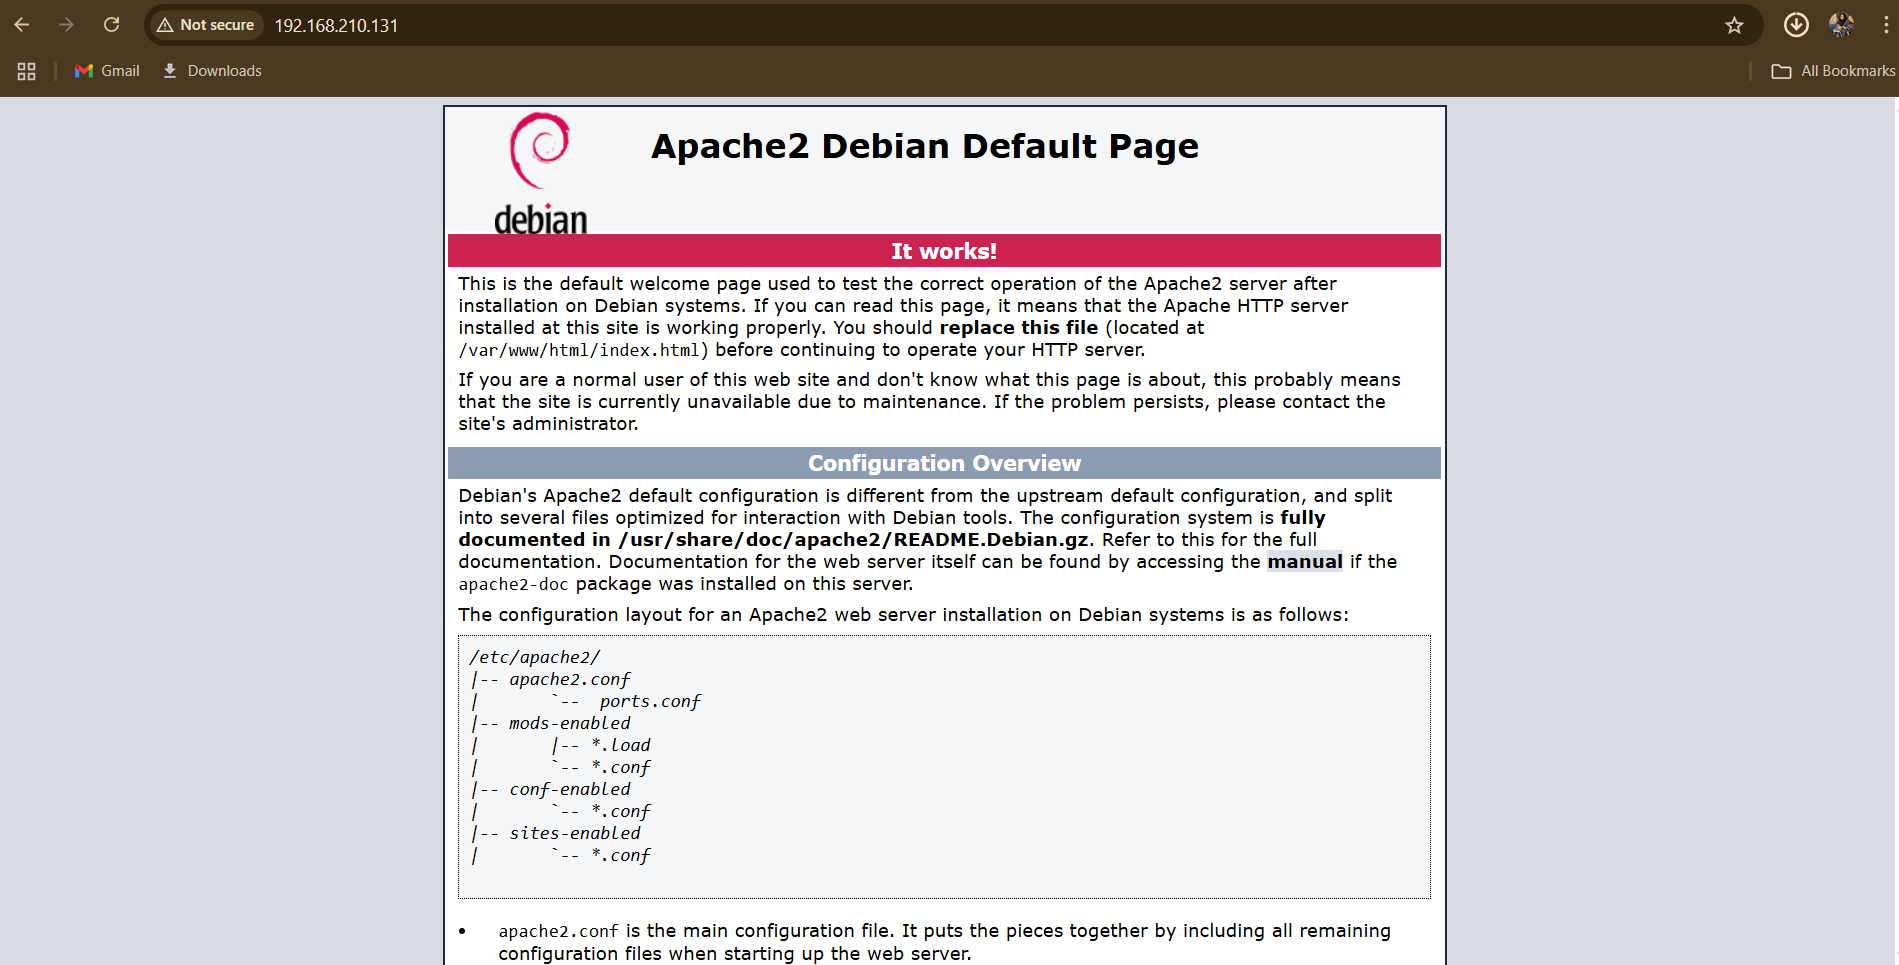 Not secure 192.168.210.131
Gmail Downloads All Bookmarks
debian
Apache2 Debian Default Page
It works!
This is the default welcome page used to test the correct operation of the Apache2 server after
installation on Debian systems. If you can read this page, it means that the Apache HTTP server
installed at this site is working properly. You should replace this file (located at
/var/www/html/index.html) before continuing to operate your HTTP server.
If you are a normal user of this web site and don't know what this page is about, this probably means
that the site is currently unavailable due to maintenance. If the problem persists, please contact the
site's administrator.
Configuration Overview
Debian's Apache2 default configuration is different from the upstream default configuration, and split
into several files optimized for interaction with Debian tools. The configuration system is fully
documented in /usr/share/doc/apache2/README.Debian.gz. Refer to this for the full
documentation. Documentation for the web server itself can be found by accessing the manual if the
apache2-doc package was installed on this server.
The configuration layout for an Apache2 web server installation on Debian systems is as follows:
/etc/apache2/
|-- apache2.conf
|       `--  ports.conf
|-- mods-enabled
|       |-- *.load
|       `-- *.conf
|-- conf-enabled
|       `-- *.conf
|-- sites-enabled
|       `-- *.conf
• apache2.conf is the main configuration file. It puts the pieces together by including all remaining
configuration files when starting up the web server.